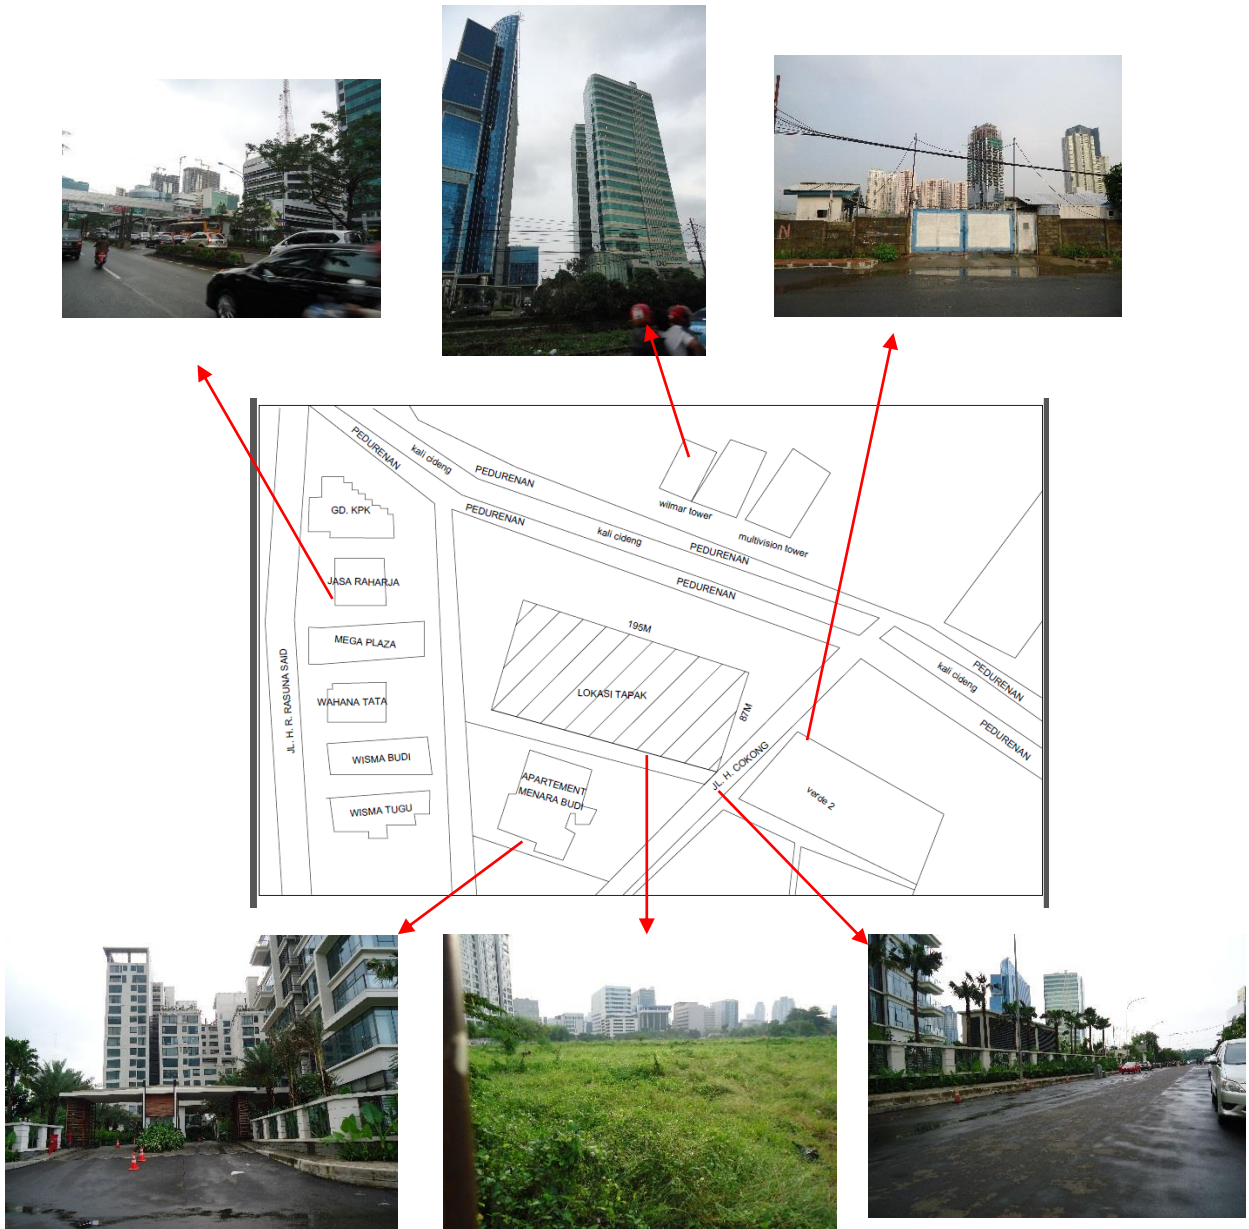 PEDURENAN
kali cideng
PEDURENAN
GD. KPK
PEDURENAN
wilmar tower
kali cideng
PEDURENAN
multivision tower
JASA RAHARJA
PEDURENAN
195M
MEGA PLAZA
JL. H. R. RASUNA SAID
LOKASI TAPAK
87M
kali cideng
PEDURENAN
WAHANA TATA
PEDURENAN
WISMA BUDI
JL. H. COKONG
APARTEMENT
MENARA BUDI
verde 2
WISMA TUGU